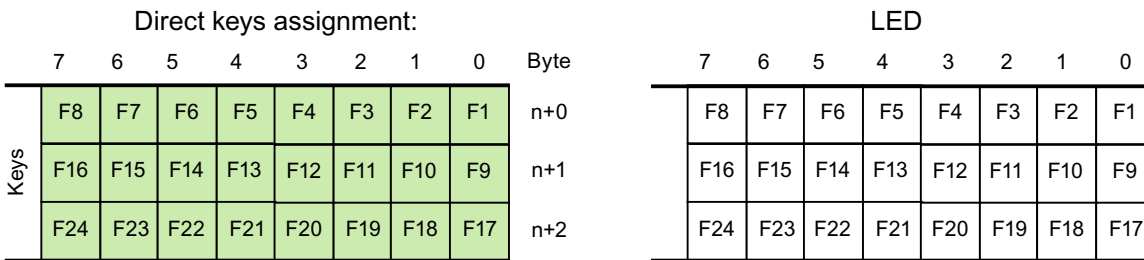 Direct keys assignment: LED
7 6 5 4 3 2 1 0 Byte 7 6 5 4 3 2 1 0
Keys
F8 F7 F6 F5 F4 F3 F2 F1 n+0 F8 F7 F6 F5 F4 F3 F2 F1
F16 F15 F14 F13 F12 F11 F10 F9 n+1 F16 F15 F14 F13 F12 F11 F10 F9
F24 F23 F22 F21 F20 F19 F18 F17 n+2 F24 F23 F22 F21 F20 F19 F18 F17